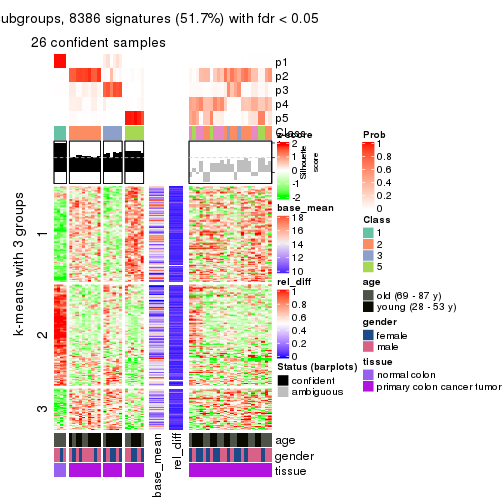 ubgroups, 8386 signatures (51.7%) with fdr < 0.05
26 confident samples
p1
p2
p3
p4
p5
Class
z-score
2
1
0
-1
-2
Silhouette
score
base_mean
18
16
14
12
10
rel_diff
1
0.8
0.6
0.4
0.2
0
Status (barplots)
confident
ambiguous
Prob
1
0.8
0.6
0.4
0.2
0
Class
1
2
3
5
age
old (69 - 87 y)
young (28 - 53 y)
gender
female
male
tissue
normal colon
primary colon cancer tumor
k-means with 3 groups
1
2
3
base_mean
rel_diff
age
gender
tissue